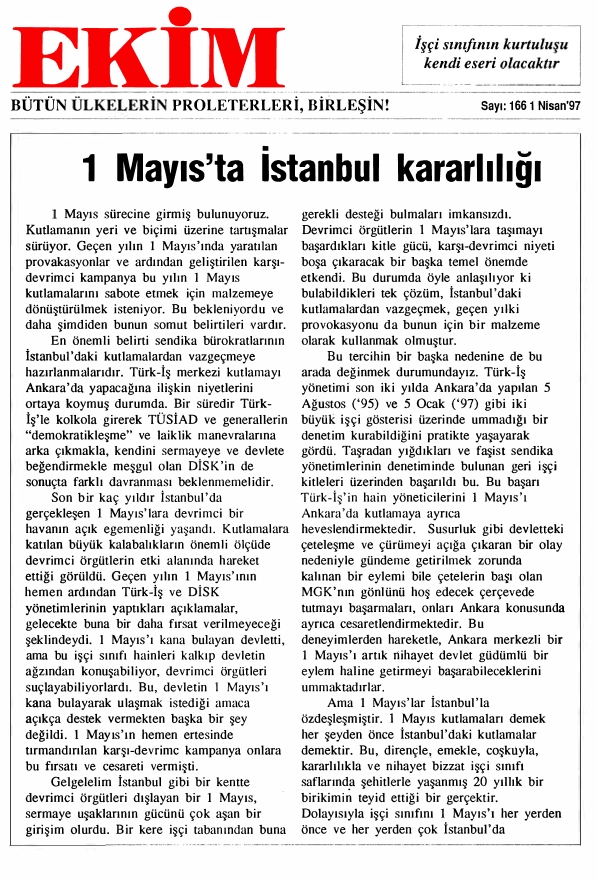 EKİM
İşçi sınıfının kurtuluşu
kendi eseri olacaktır
BÜTÜN ÜLKELERİN PROLETERLERİ, BİRLEŞİN!
Sayı: 166 1 Nisan'97
1 Mayıs'ta İstanbul kararlılığı
1 Mayıs sürecine girmiş bulunuyoruz.
Kutlamanın yeri ve biçimi üzerine tartışmalar
sürüyor. Geçen yılın 1 Mayıs'ında yaratılan
provakasyonlar ve ardından geliştirilen karşı-
devrimci kampanya bu yılın 1 Mayıs
kutlamalarını sabote etmek için malzemeye
dönüştürülmek isteniyor. Bu bekleniyordu ve
daha şimdiden bunun somut belirtileri vardır.
En önemli belirti sendika bürokratlarının
İstanbul'daki kutlamalardan vazgeçmeye
hazırlanmalarıdır. Türk-İş merkezi kutlamayı
Ankara'da yapacağına ilişkin niyetlerini
ortaya koymuş durumda. Bir süredir Türk-
İş'le kolkola girerek TÜSİAD ve generallerin
"demokratikleşme" ve laiklik manevralarına
arka çıkmakla, kendini sermayeye ve devlete
beğendirmekle meşgul olan DİSK'in de
sonuçta farklı davranması beklenmemelidir.
Son bir kaç yıldır İstanbul'da
gerçekleşen 1 Mayıs'lara devrimci bir
havanın açık egemenliği yaşandı. Kutlamalara
katılan büyük kalabalıkların önemli ölçüde
devrimci örgütlerin etki alanında hareket
ettiği görüldü. Geçen yılın 1 Mayıs'ının
hemen ardından Türk-İş ve DİSK
yönetimlerinin yaptıkları açıklamalar,
gelecekte buna bir daha fırsat verilmeyeceği
şeklindeydi. 1 Mayıs'ı kana bulayan devletti,
ama bu işçi sınıfı hainleri kalkıp devletin
ağzından konuşabiliyor, devrimci örgütleri
suçlayabiliyorlardı. Bu, devletin 1 Mayıs'ı
kana bulayarak ulaşmak istediği amaca
açıkça destek vermekten başka bir şey
değildi. 1 Mayıs'ın hemen ertesinde
tırmandırılan karşı-devrimc kampanya onlara
bu fırsatı ve cesareti vermişti.
Gelgelelim İstanbul gibi bir kentte
devrimci örgütleri dışlayan bir 1 Mayıs,
sermaye uşaklarının gücünü çok aşan bir
girişim olurdu. Bir kere işçi tabanından buna
gerekli desteği bulmaları imkansızdı.
Devrimci örgütlerin 1 Mayıs'lara taşımayı
başardıkları kitle gücü, karşı-devrimci niyeti
boşa çıkaracak bir başka temel önemde
etkendi. Bu durumda öyle anlaşılıyor ki
bulabildikleri tek çözüm, İstanbul'daki
kutlamalardan vazgeçmek, geçen yılki
provokasyonu da bunun için bir malzeme
olarak kullanmak olmuştur.
Bu tercihin bir başka nedenine de bu
arada değinmek durumundayız. Türk-İş
yönetimi son iki yılda Ankara'da yapılan 5
Ağustos ('95) ve 5 Ocak ('97) gibi iki
büyük işçi gösterisi üzerinde ummadığı bir
denetim kurabildiğini pratikte yaşayarak
gördü. Taşradan yığdıkları ve faşist sendika
yönetimlerinin denetiminde bulunan geri işçi
kitleleri üzerinden başarıldı bu. Bu başarı
Türk-İş'in hain yöneticilerini 1 Mayıs'ı
Ankara'da kutlamaya ayrıca
heveslendirmektedir. Susurluk gibi devletteki
çeteleşme ve çürümeyi açığa çıkaran bir olay
nedeniyle gündeme getirilmek zorunda
kalınan bir eylemi bile çetelerin başı olan
MGK'nın gönlünü hoş edecek çerçevede
tutmayı başarmaları, onları Ankara konusunda
ayrıca cesaretlendirmektedir. Bu
deneyimlerden hareketle, Ankara merkezli bir
1 Mayıs'ı artık nihayet devlet güdümlü bir
eylem haline getirmeyi başarabileceklerini
ummaktadırlar.
Ama 1 Mayıs'lar İstanbul'la
özdeşleşmiştir. 1 Mayıs kutlamaları demek
her şeyden önce İstanbul'daki kutlamalar
demektir. Bu, dirençle, emekle, coşkuyla,
kararlılıkla ve nihayet bizzat işçi sınıfı
saflarında şehitlerle yaşanmış 20 yıllık bir
birikimin teyid ettiği bir gerçektir.
Dolayısıyla işçi sınıfını 1 Mayıs'ı her yerden
önce ve her yerden çok İstanbul'da